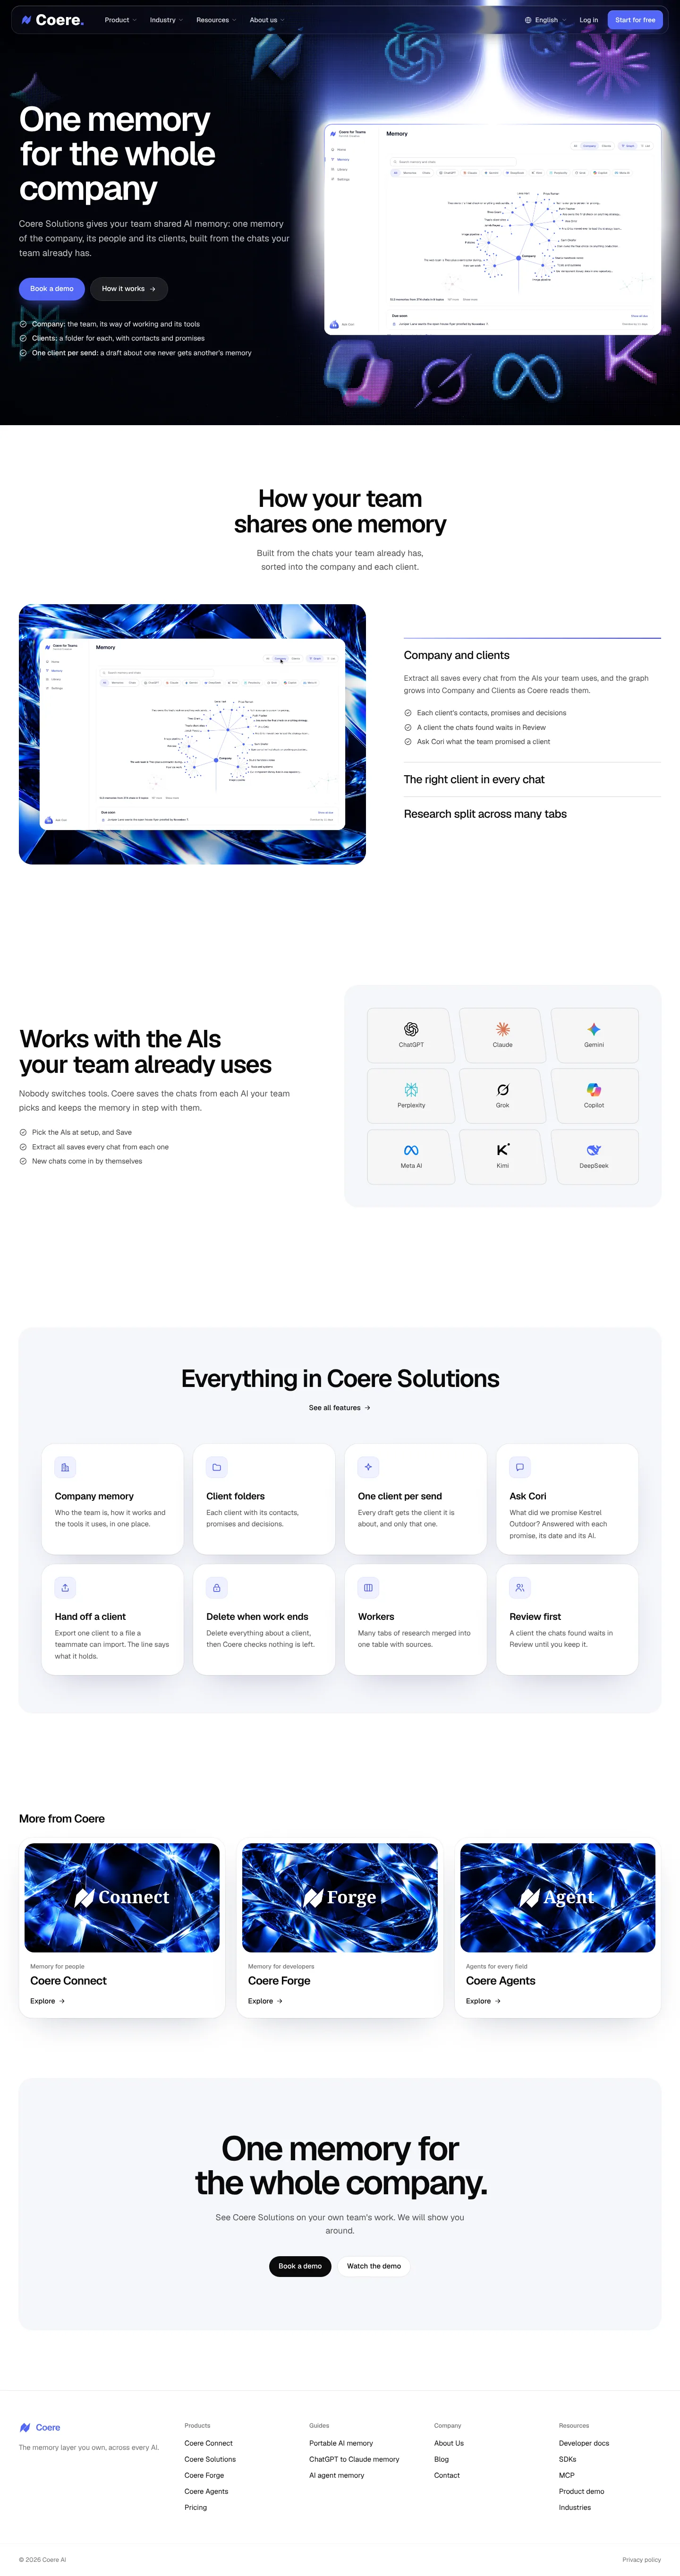 Coere.
Product
Industry
Resources
About us
English
Log in
Start for free
One memory
for the whole
company
Coere Solutions gives your team shared AI memory: one memory
of the company, its people and its clients, built from the chats your
team already has.
Book a demo
How it works →
Company: the team, its way of working and its tools
Clients: a folder for each, with contacts and promises
One client per send: a draft about one never gets another's memory
Coere for Teams
Memory
Home
Memory
Library
Settings
How your team
shares one memory
Built from the chats your team already has,
sorted into the company and each client.
Coere for Teams
Memory
Home
Memory
Library
Settings
Company and clients
Extract all saves every chat from the AIs your team uses, and the graph
grows into Company and Clients as Coere reads them.
Each client's contacts, promises and decisions
A client the chats found waits in Review
Ask Cori what the team promised a client
The right client in every chat
Research split across many tabs
Works with the AIs
your team already uses
Nobody switches tools. Coere saves the chats from each AI your team
picks and keeps the memory in step with them.
Pick the AIs at setup, and Save
Extract all saves every chat from each one
New chats come in by themselves
ChatGPT
Claude
Gemini
Perplexity
Grok
Copilot
Meta AI
Kimi
DeepSeek
Everything in Coere Solutions
See all features →
Company memory
Who the team is, how it works and
the tools it uses, in one place.
Client folders
Each client with its contacts,
promises and decisions.
One client per send
Every draft gets the client it is
about, and only that one.
Ask Cori
What did we promise Kestrel
Outdoor? Answered with each
promise, its date and its AI.
Hand off a client
Export one client to a file a
teammate can import. The line says
what it holds.
Delete when work ends
Delete everything about a client,
then Coere checks nothing is left.
Workers
Many tabs of research merged into
one table with sources.
Review first
A client the chats found waits in
Review until you keep it.
More from Coere
Connect
Memory for people
Coere Connect
Explore →
Forge
Memory for developers
Coere Forge
Explore →
Agent
Agents for every field
Coere Agents
Explore →
One memory for
the whole company.
See Coere Solutions on your own team's work. We will show you
around.
Book a demo
Watch the demo
Coere
The memory layer you own, across every AI.
Products
Coere Connect
Coere Solutions
Coere Forge
Coere Agents
Pricing
Guides
Portable AI memory
ChatGPT to Claude memory
AI agent memory
Company
About Us
Blog
Contact
Resources
Developer docs
SDKs
MCP
Product demo
Industries
© 2026 Coere AI
Privacy policy